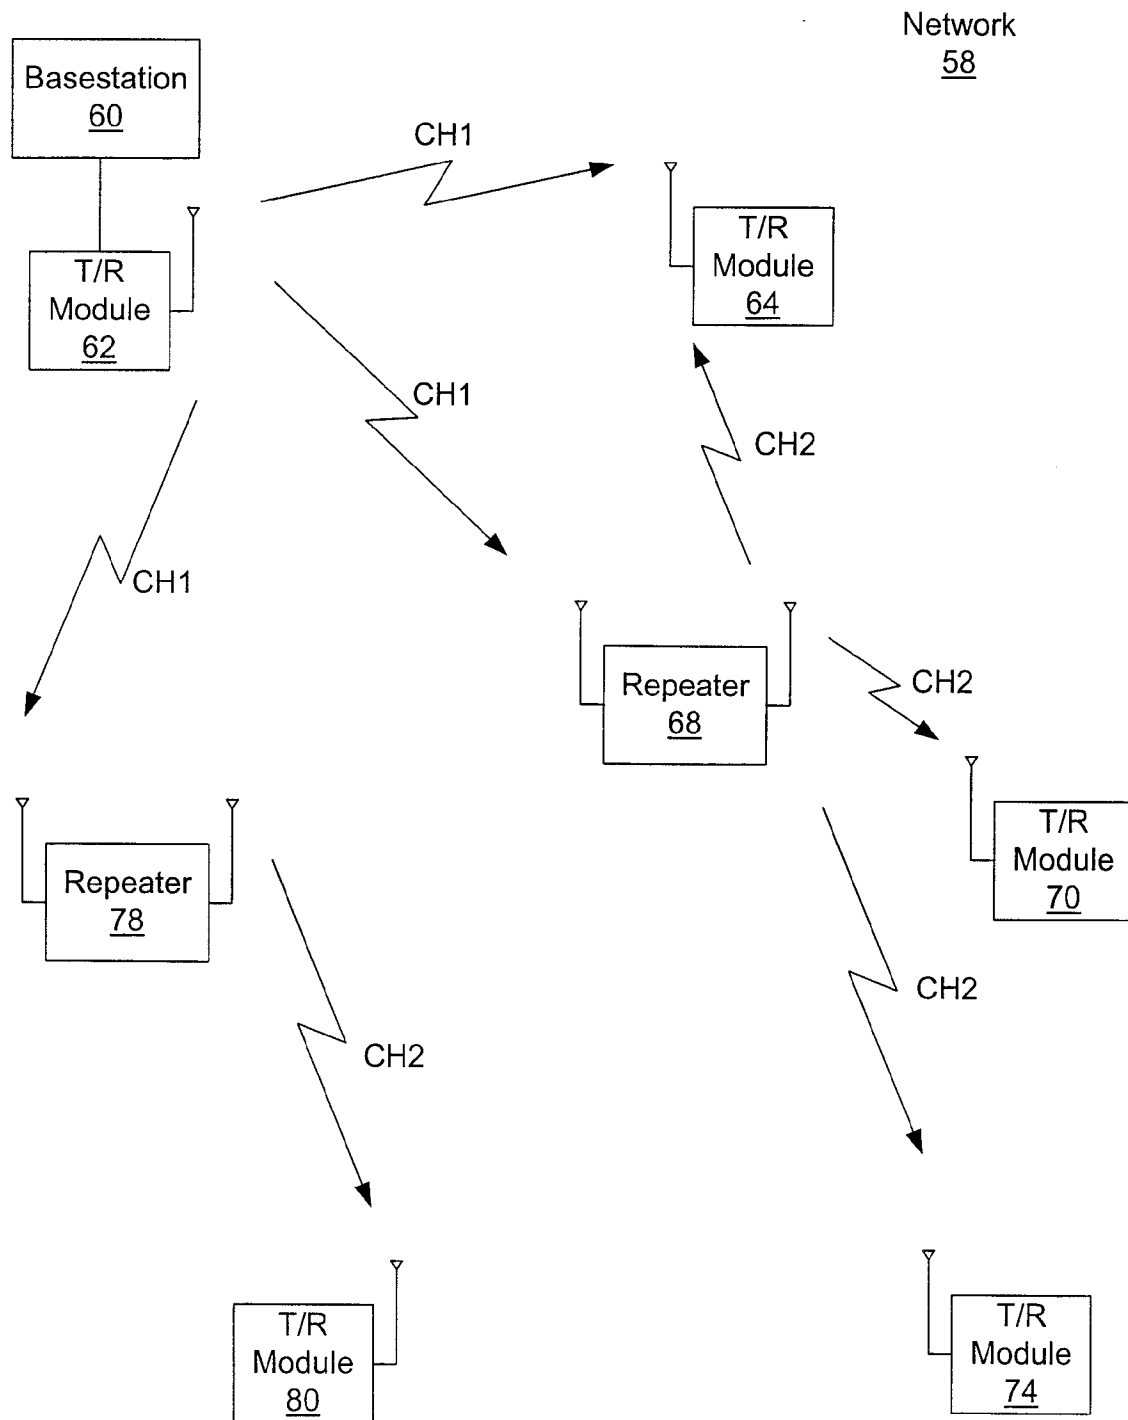 Network
58
Basestation
60
CH1
T/R
Module
64
T/R
Module
62
CH1
CH2
CH1
Repeater
68
CH2
T/R
Module
70
Repeater
78
CH2
CH2
T/R
Module
80
T/R
Module
74